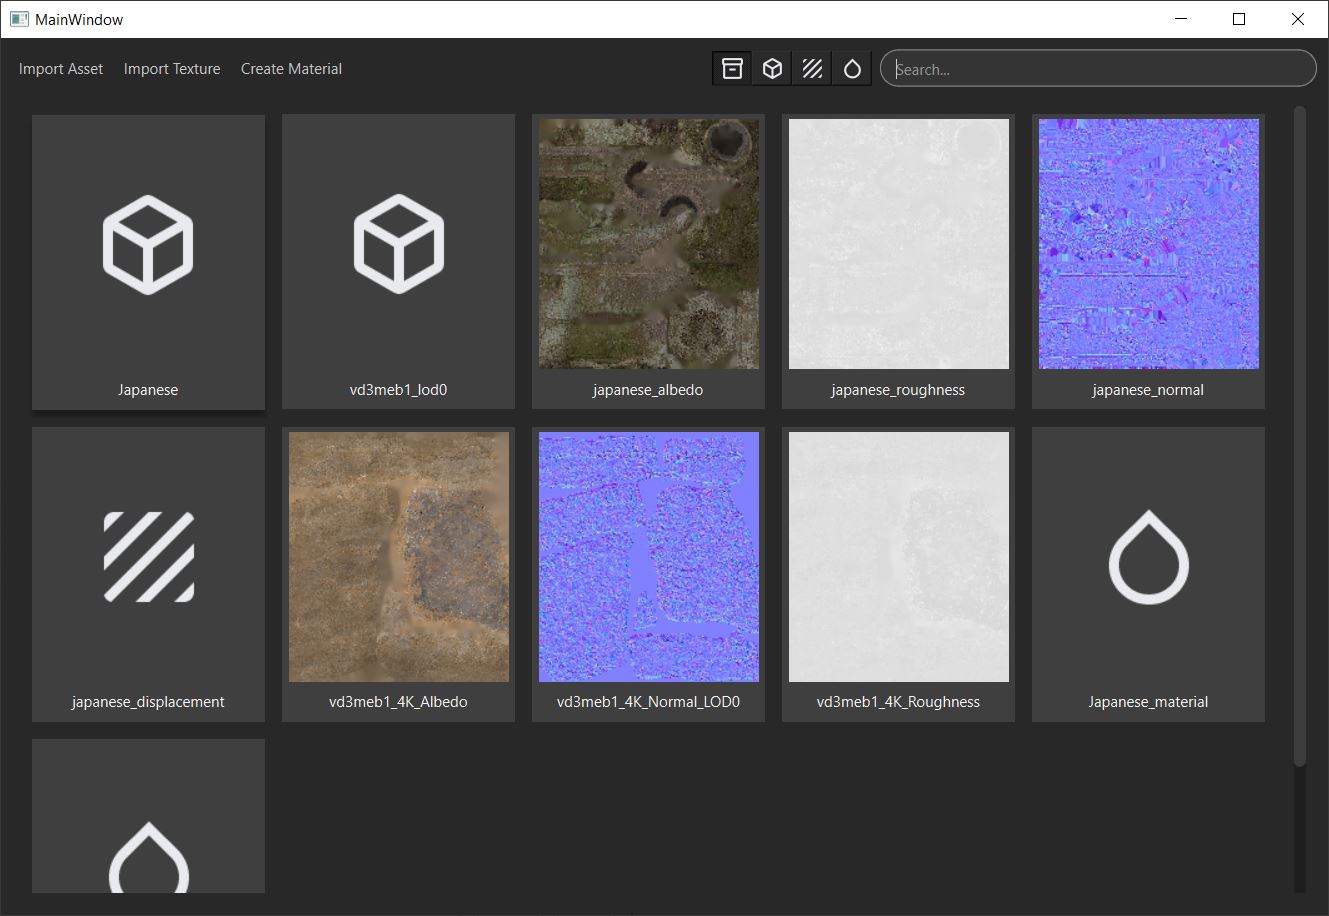 MainWindow
Import Asset
Import Texture
Create Material
Search...
Japanese
vd3meb1_lod0
japanese_albedo
japanese_roughness
japanese_normal
japanese_displacement
vd3meb1_4K_Albedo
vd3meb1_4K_Normal_LOD0
vd3meb1_4K_Roughness
Japanese_material